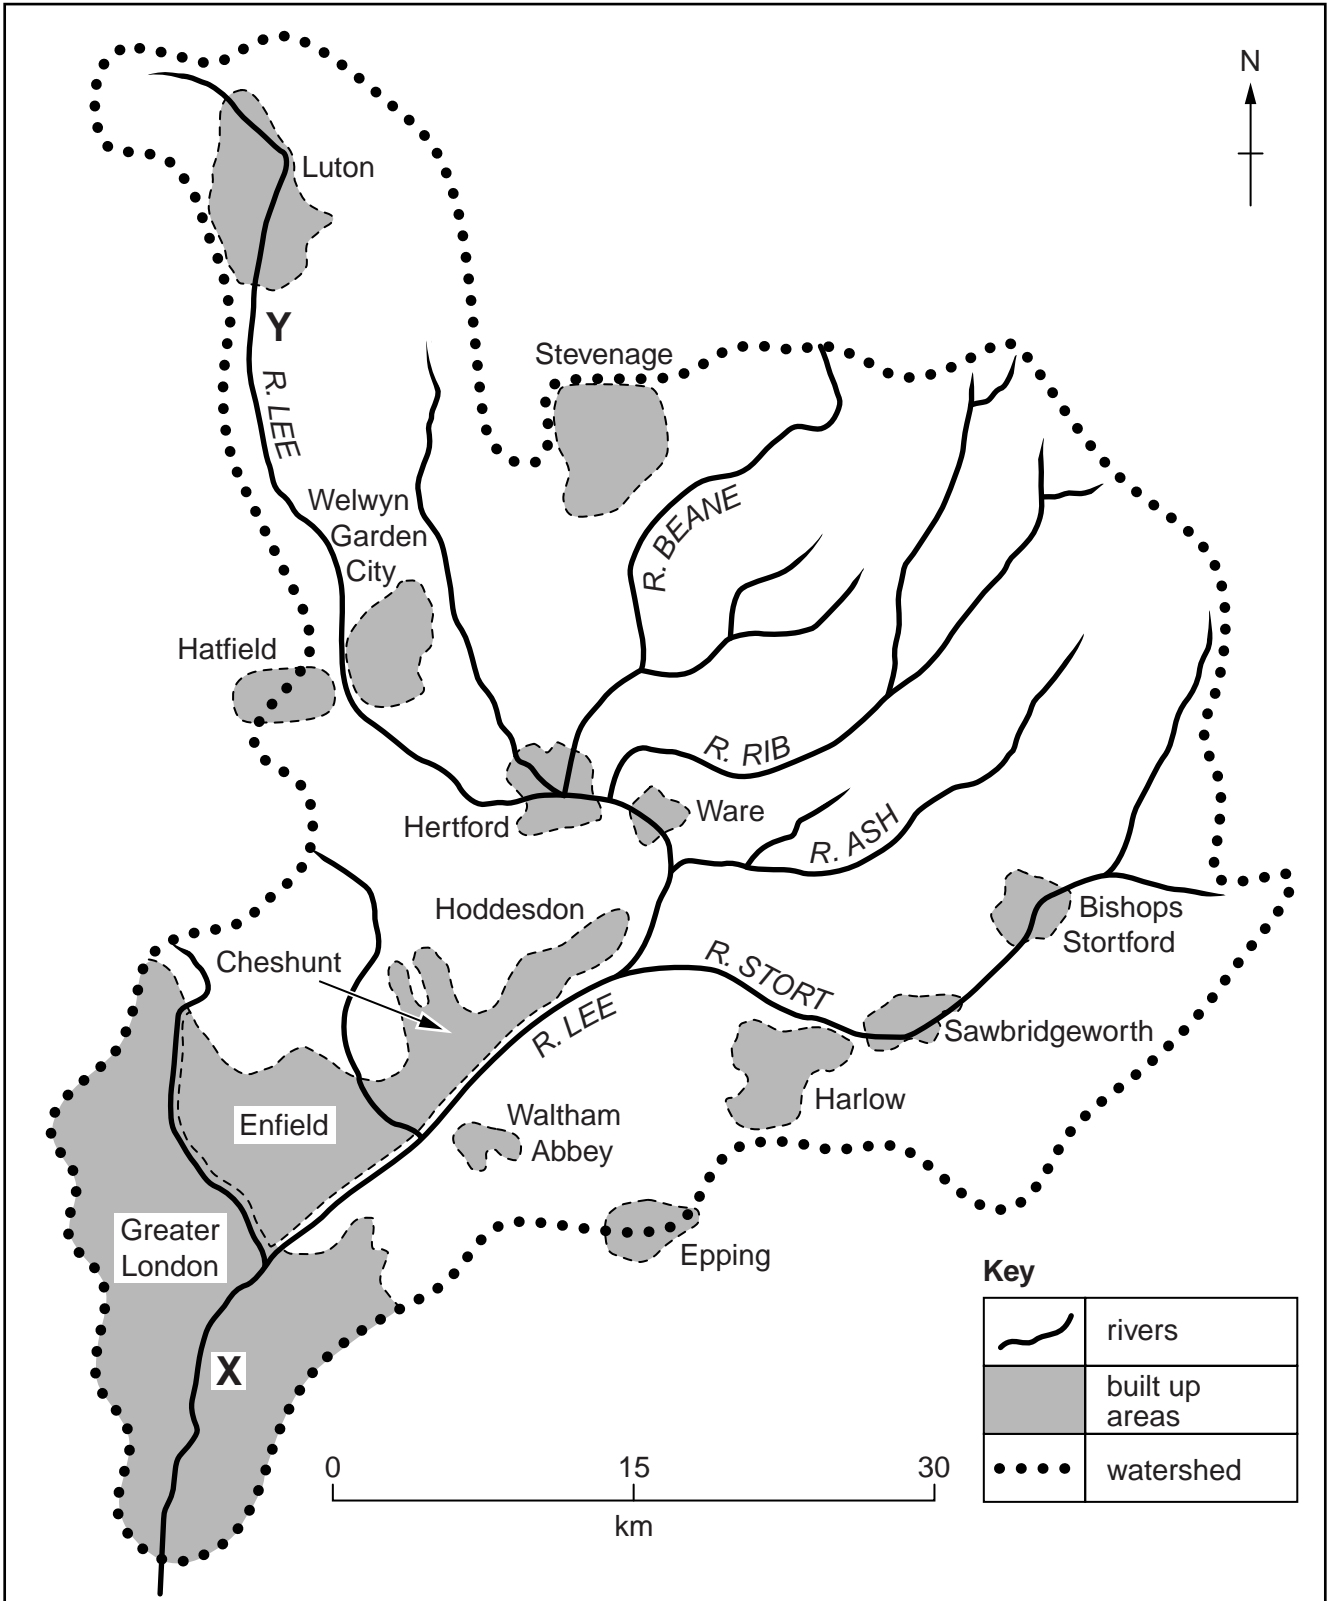 N
Luton
Y
R. LEE
Stevenage
Welwyn
Garden
City
R. BEANE
Hatfield
R. RIB
Hertford
Ware
R. ASH
Hoddesdon
Bishops
Stortford
Cheshunt
R. STORT
R. LEE
Sawbridgeworth
Harlow
Enfield
Waltham
Abbey
Greater
London
Epping
X
Key
rivers
built up
areas
watershed
0 15 30
km